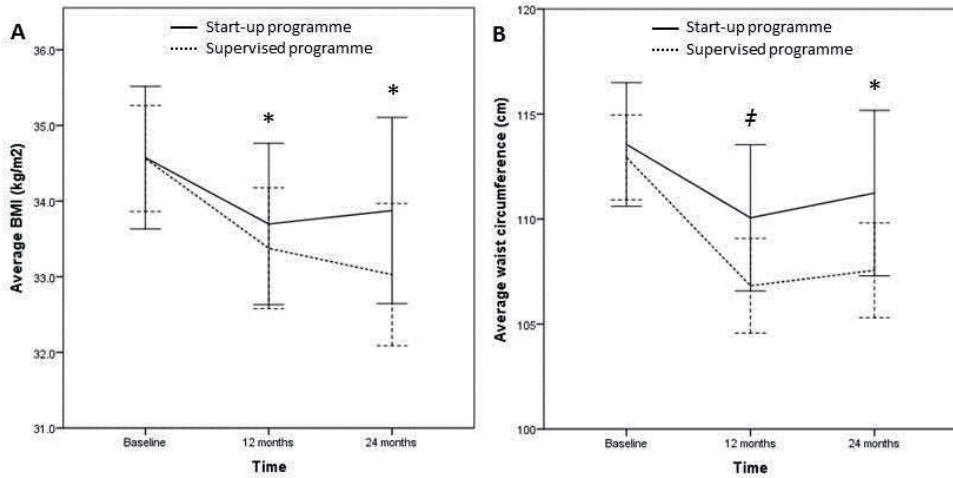 A
Start-up programme
Supervised programme
Average BMI (kg/m2)
36.0
35.0
34.0
33.0
32.0
31.0
*
*
Baseline
12 months
24 months
Time
B
Start-up programme
Supervised programme
Average waist circumference (cm)
120
115
110
105
100
҂
*
Baseline
12 months
24 months
Time